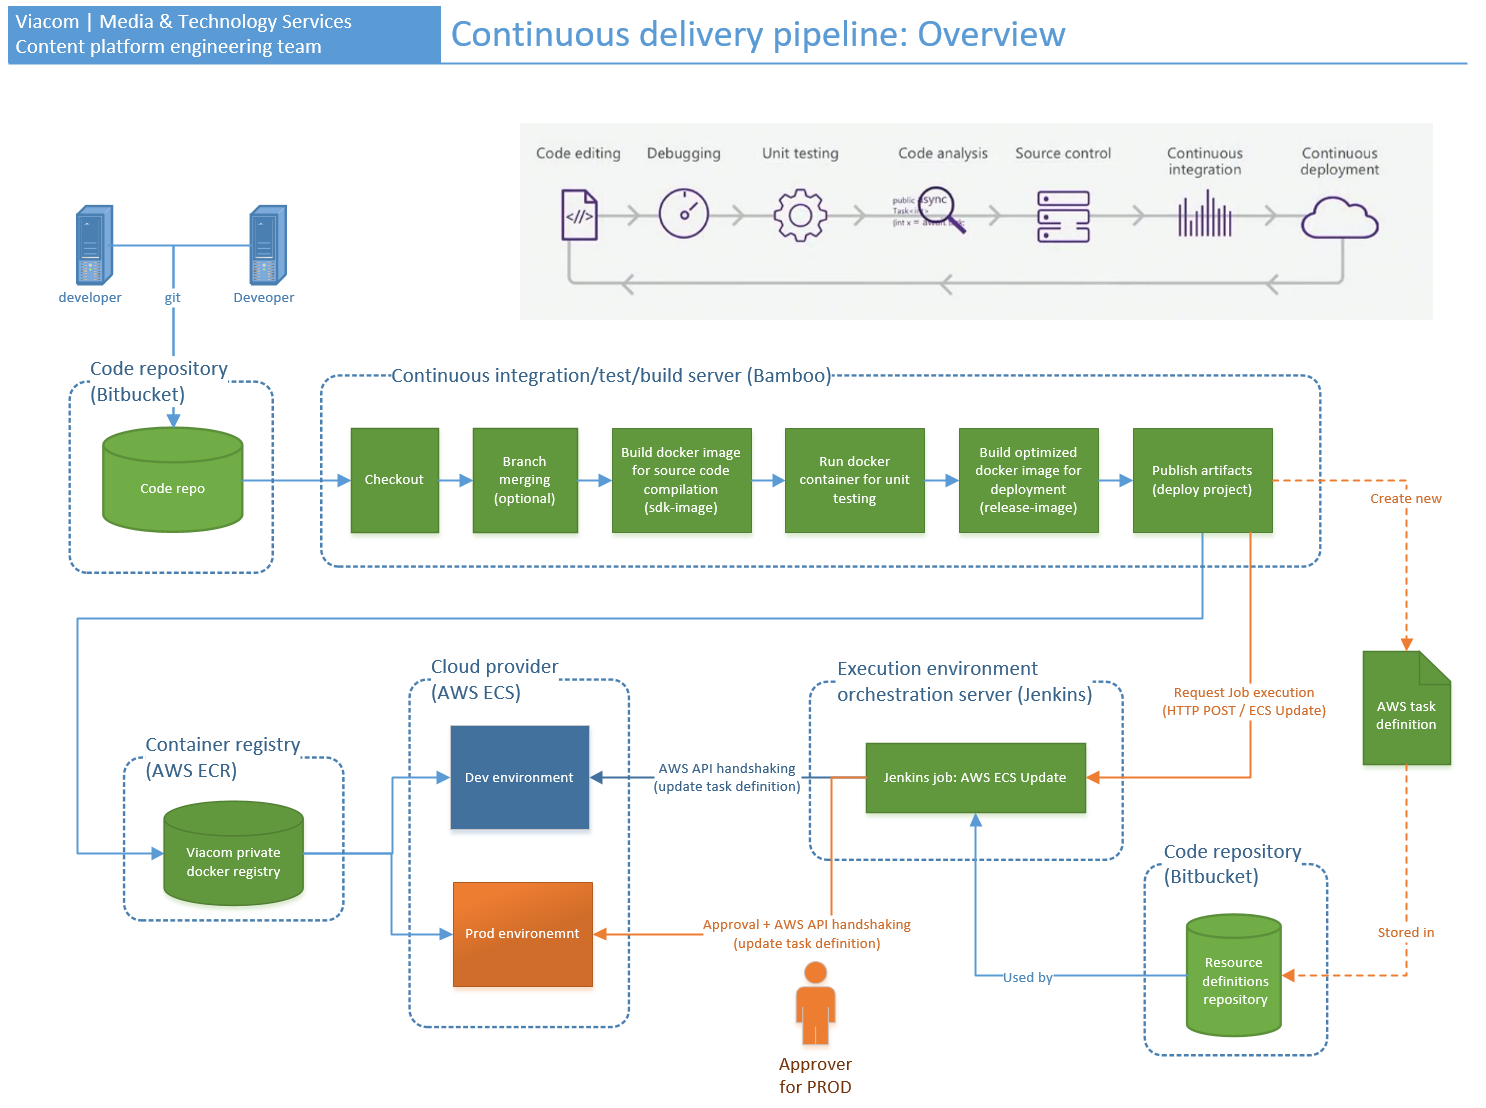 Viacom | Media & Technology Services
Content platform engineering team
Continuous delivery pipeline: Overview
Code editing
Debugging
Unit testing
Code analysis
Source control
Continuous
integration
Continuous
deployment
</>
public async
Task<int>
(int x = await
developer
git
Deveoper
Code repository
(Bitbucket)
Code repo
Continuous integration/test/build server (Bamboo)
Checkout
Branch
merging
(optional)
Build docker image
for source code
compilation
(sdk-image)
Run docker
container for unit
testing
Build optimized
docker image for
deployment
(release-image)
Publish artifacts
(deploy project)
Create new
AWS task
definition
Request Job execution
(HTTP POST / ECS Update)
Execution environment
orchestration server (Jenkins)
Jenkins job: AWS ECS Update
Cloud provider
(AWS ECS)
Dev environment
Prod environemnt
AWS API handshaking
(update task definition)
Container registry
(AWS ECR)
Viacom private
docker registry
Approval + AWS API handshaking
(update task definition)
Approver
for PROD
Used by
Code repository
(Bitbucket)
Resource
definitions
repository
Stored in